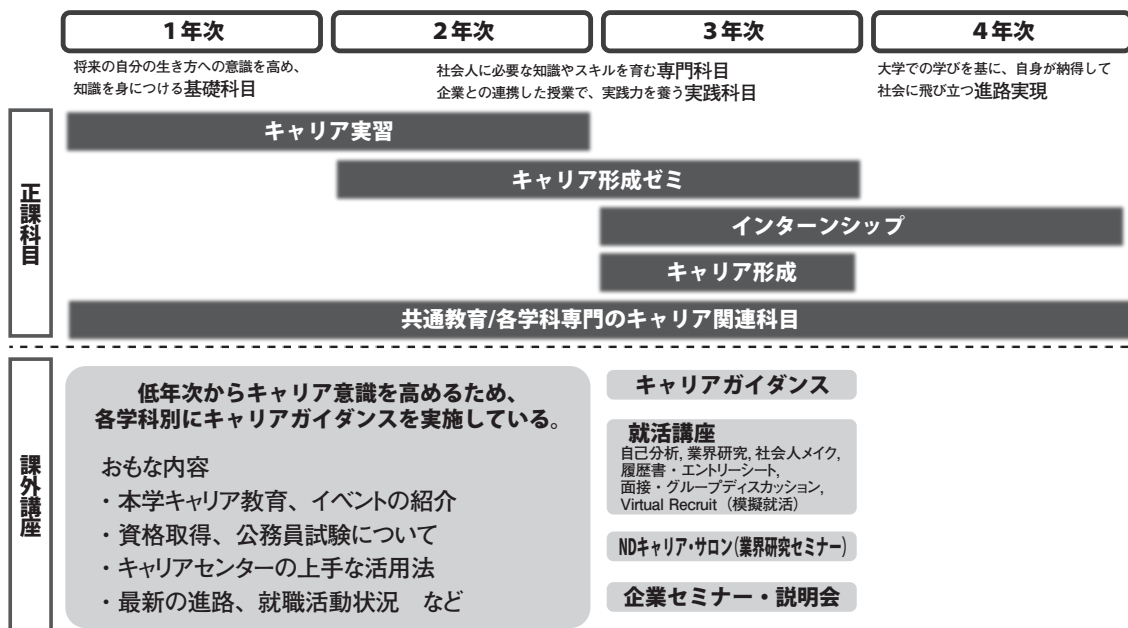 1年次
2年次
3年次
4年次
将来の自分の生き方への意識を高め、
知識を身につける基礎科目
社会人に必要な知識やスキルを育む専門科目
企業との連携した授業で、実践力を養う実践科目
大学での学びを基に、自身が納得して
社会に飛び立つ進路実現
正課科目
キャリア実習
キャリア形成ゼミ
インターンシップ
キャリア形成
共通教育/各学科専門のキャリア関連科目
課外講座
低年次からキャリア意識を高めるため、
各学科別にキャリアガイダンスを実施している。
おもな内容
・本学キャリア教育、イベントの紹介
・資格取得、公務員試験について
・キャリアセンターの上手な活用法
・最新の進路、就職活動状況　など
キャリアガイダンス
就活講座
自己分析, 業界研究, 社会人メイク,
履歴書・エントリーシート,
面接・グループディスカッション,
Virtual Recruit（模擬就活）
NDキャリア・サロン(業界研究セミナー)
企業セミナー・説明会